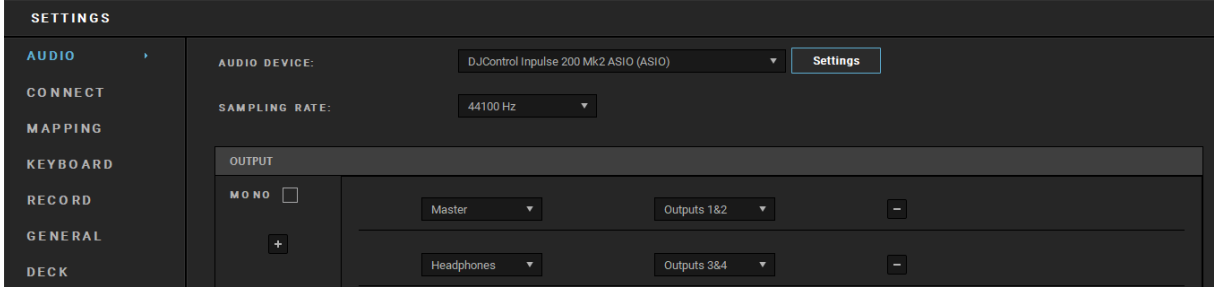 SETTINGS
AUDIO
CONNECT
MAPPING
KEYBOARD
RECORD
GENERAL
DECK
AUDIO DEVICE: DJControl Inpulse 200 Mk2 ASIO (ASIO) Settings
SAMPLING RATE: 44100 Hz
OUTPUT
MONO
Master Outputs 1&2
Headphones Outputs 3&4